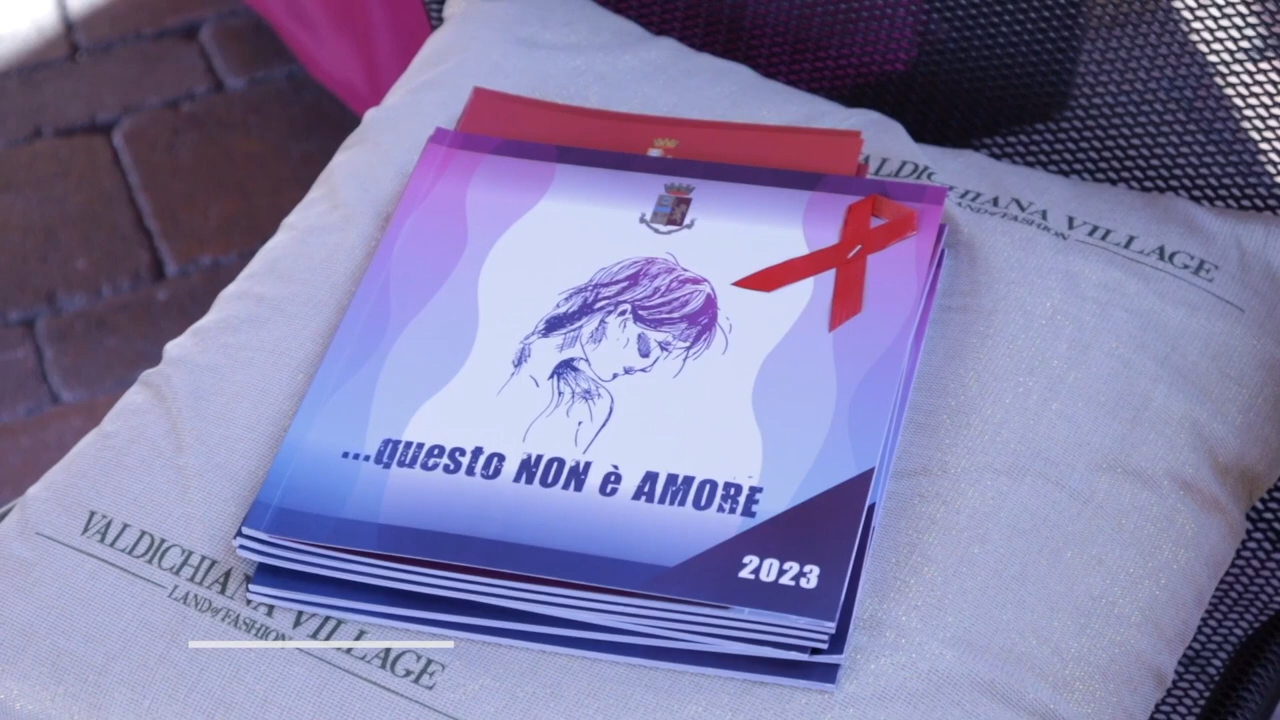 VALDICHIANA VILLAGE
LAND of FASHION
...questo NON è AMORE
2023
VALDICHIANA VILLAGE
LAND of FASHION